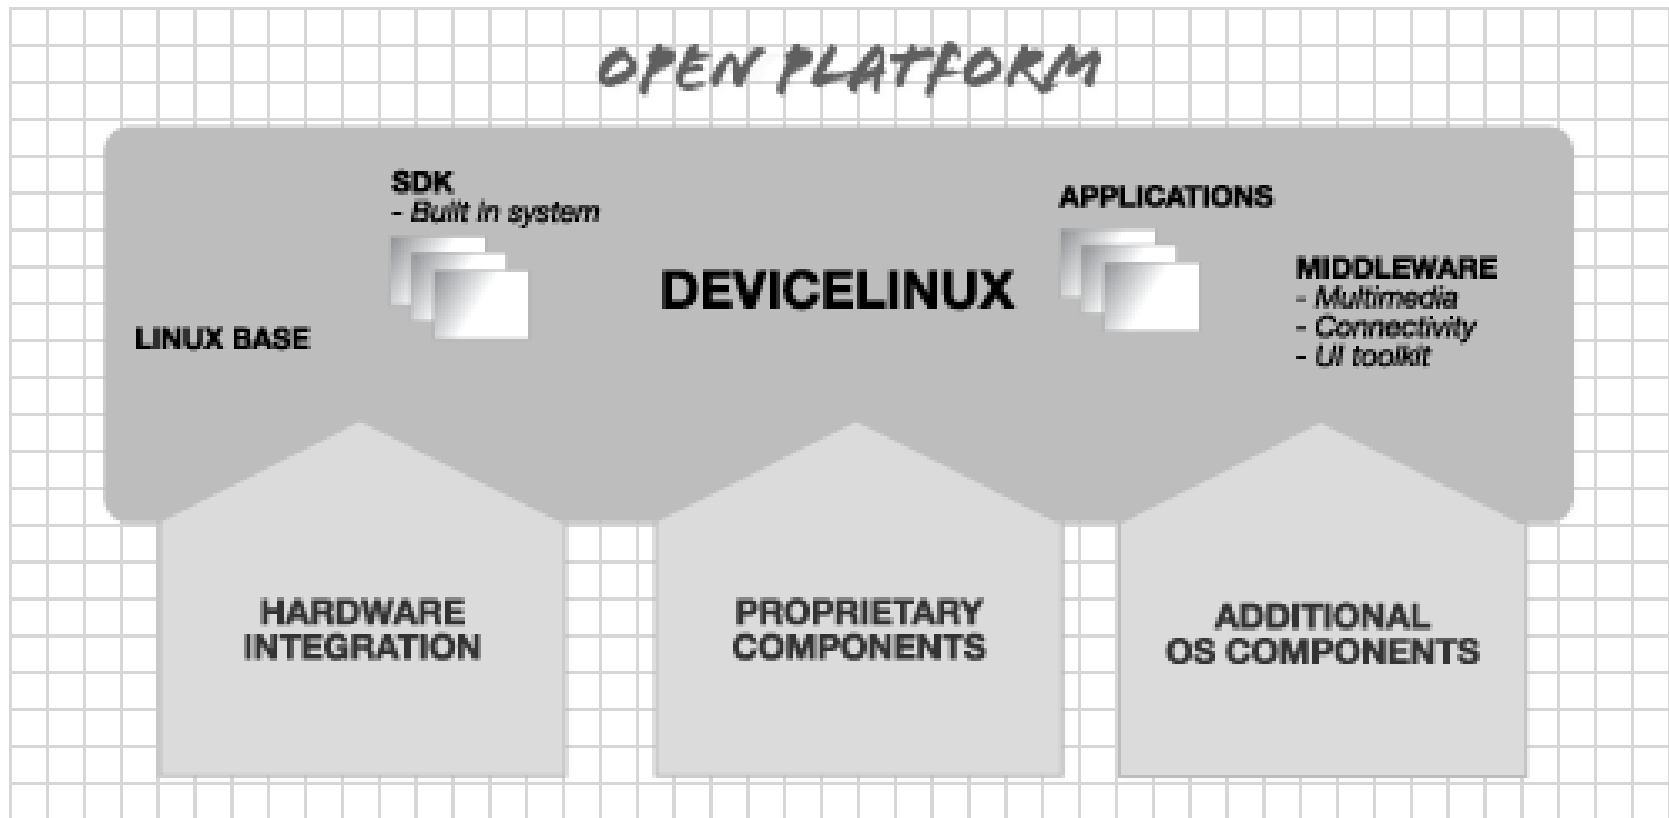 OPEN PLATFORM
SDK
- Built in system
APPLICATIONS
DEVICELINUX
MIDDLEWARE
- Multimedia
- Connectivity
- UI toolkit
LINUX BASE
HARDWARE
INTEGRATION
PROPRIETARY
COMPONENTS
ADDITIONAL
OS COMPONENTS